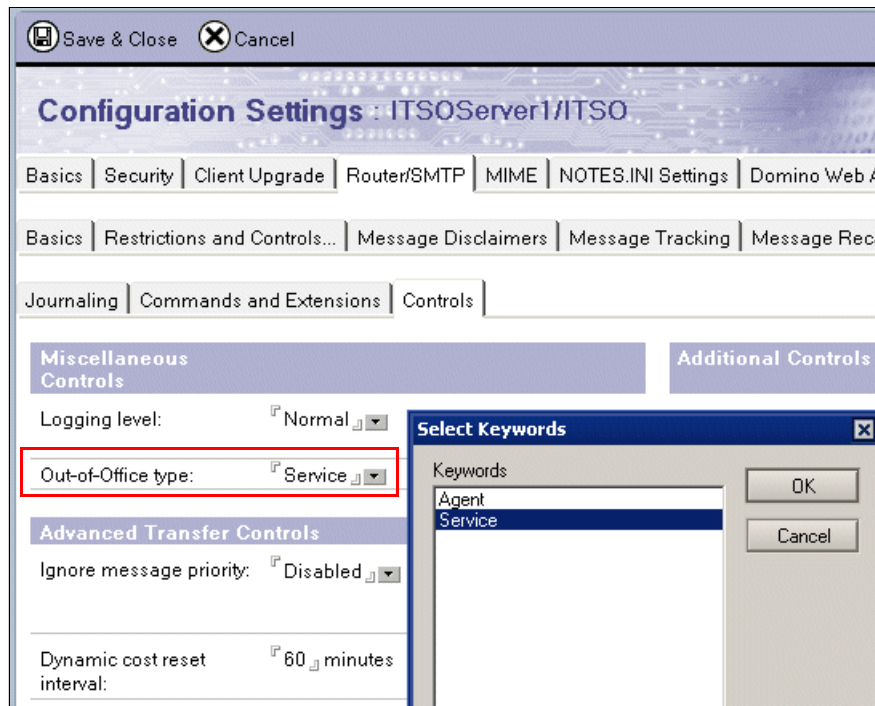 Save & Close Cancel
Configuration Settings : ITSOServer1/ITSO
Basics Security Client Upgrade Router/SMTP MIME NOTES.INI Settings Domino Web A
Basics Restrictions and Controls... Message Disclaimers Message Tracking Message Rec
Journaling Commands and Extensions Controls
Miscellaneous
Controls
Additional Controls
Logging level: Normal
Out-of-Office type: Service
Advanced Transfer Controls
Ignore message priority: Disabled
Dynamic cost reset
interval:
60 minutes
Select Keywords
Keywords
Agent
Service
OK
Cancel